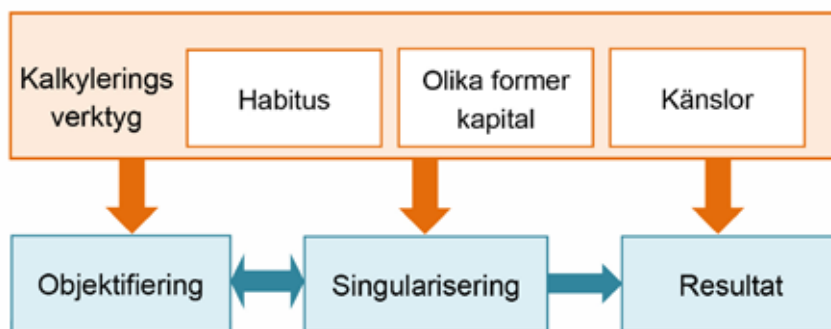 Kalkylerings
verktyg
Habitus
Olika former
kapital
Känslor
Objektifiering
Singularisering
Resultat